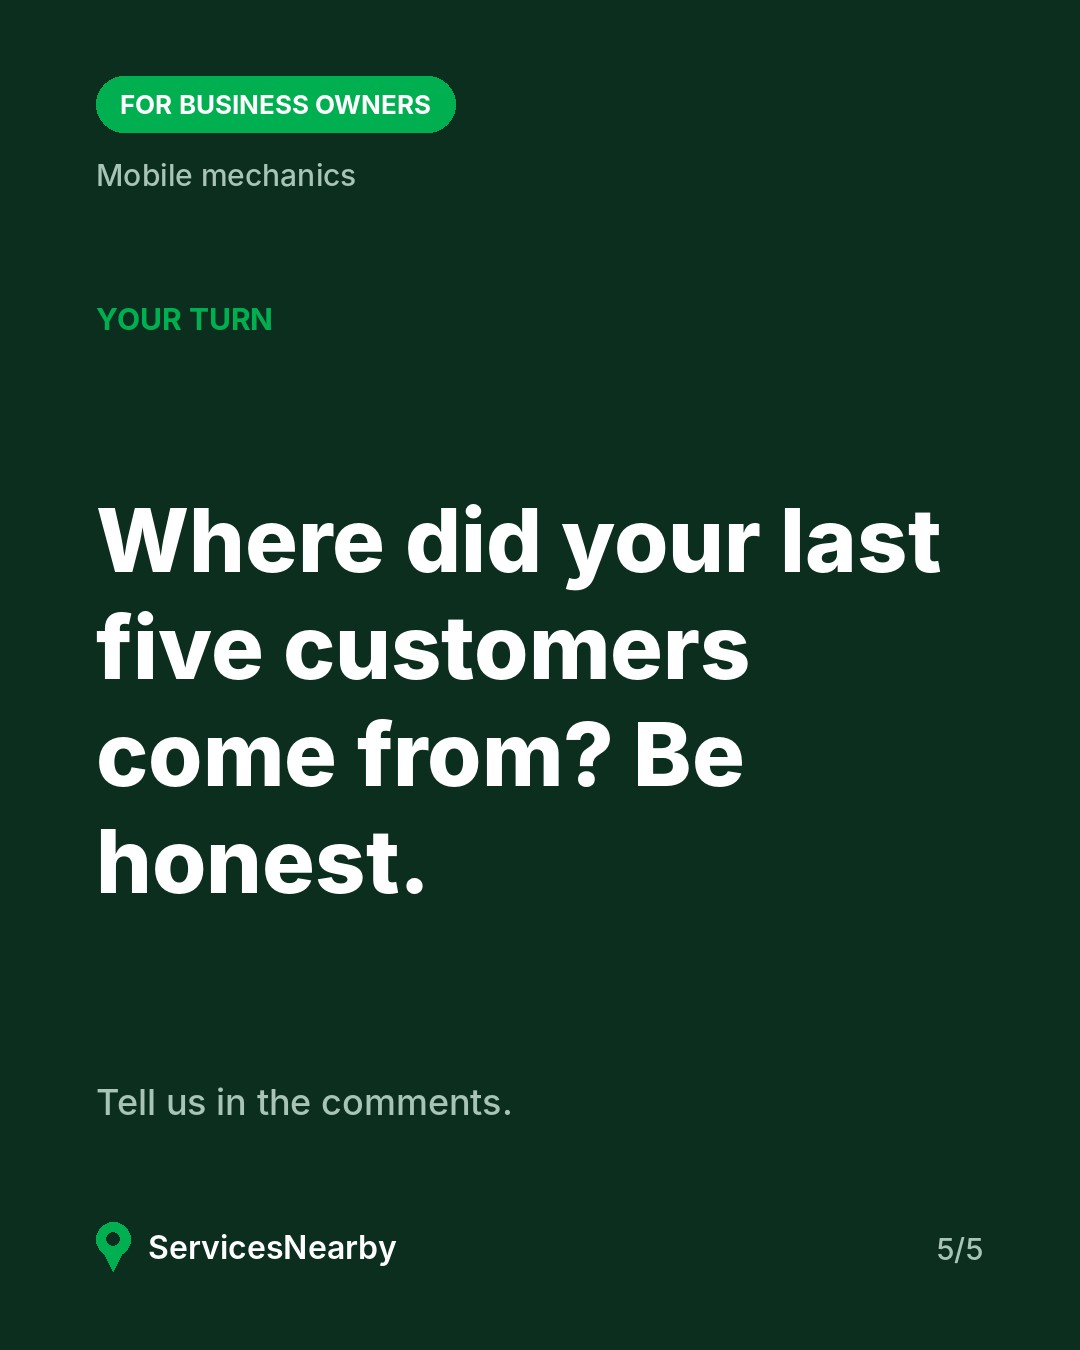 FOR BUSINESS OWNERS
Mobile mechanics
YOUR TURN
Where did your last
five customers
come from? Be
honest.
Tell us in the comments.
ServicesNearby
5/5